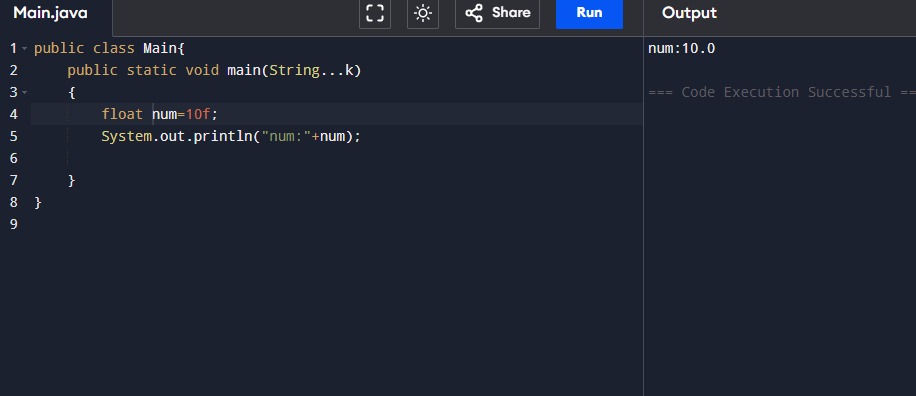 Main.java Share Run Output
1 public class Main{
2 public static void main(String...k)
3 {
4 float num=10f;
5 System.out.println("num:"+num);
6
7 }
8 }
9
num:10.0
=== Code Execution Successful ==